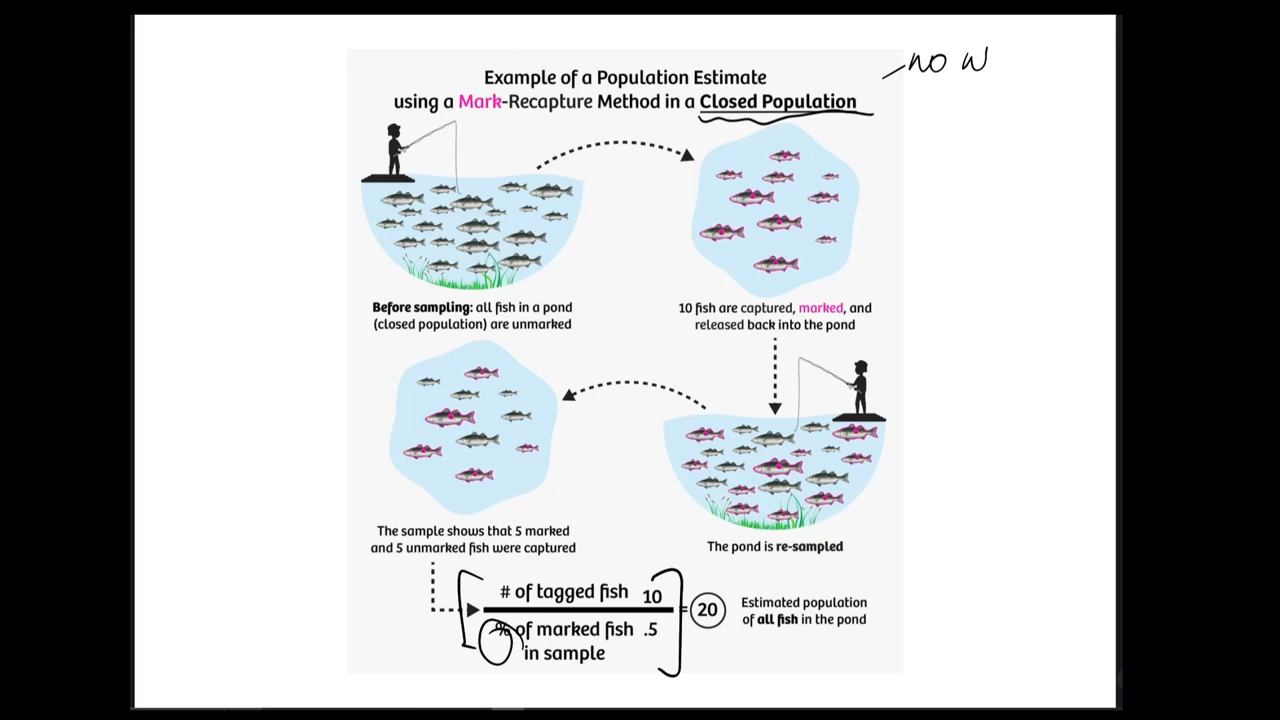 no w
Example of a Population Estimate
using a Mark-Recapture Method in a Closed Population
Before sampling: all fish in a pond
(closed population) are unmarked
10 fish are captured, marked, and
released back into the pond
The sample shows that 5 marked
and 5 unmarked fish were captured
The pond is re-sampled
# of tagged fish 10
% of marked fish .5
in sample
= 20
Estimated population
of all fish in the pond